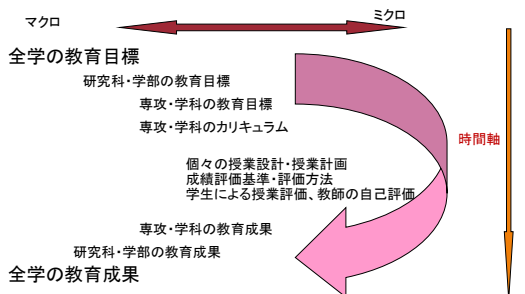 マクロ
ミクロ
全学の教育目標
研究科・学部の教育目標
専攻・学科の教育目標
専攻・学科のカリキュラム
時間軸
個々の授業設計・授業計画
成績評価基準・評価方法
学生による授業評価、教師の自己評価
専攻・学科の教育成果
研究科・学部の教育成果
全学の教育成果